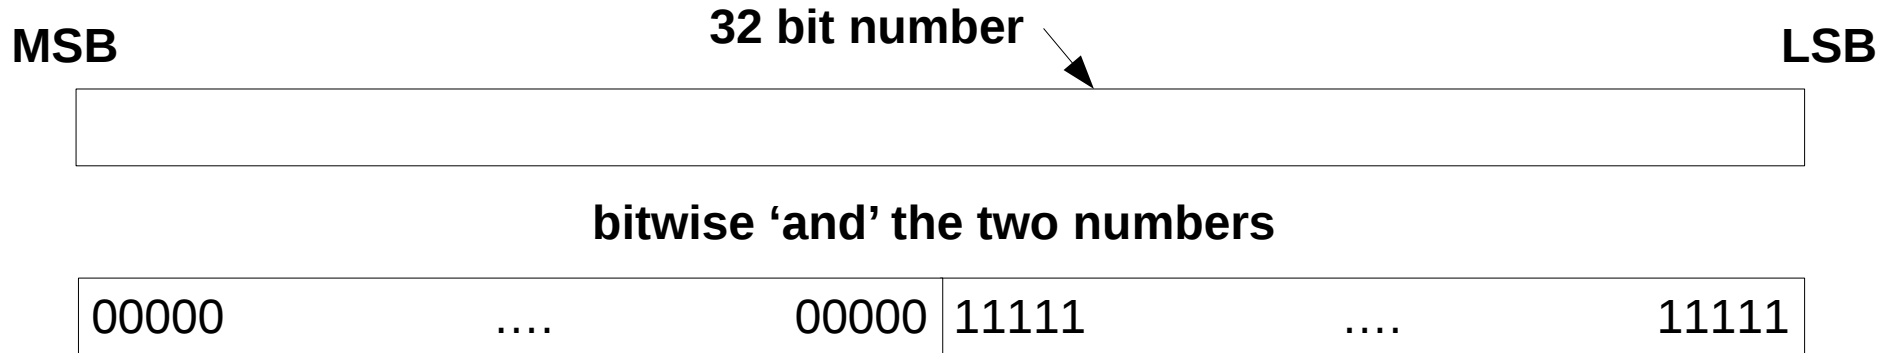 32 bit number
MSB LSB
bitwise ‘and’ the two numbers
00000 .... 00000 11111 .... 11111